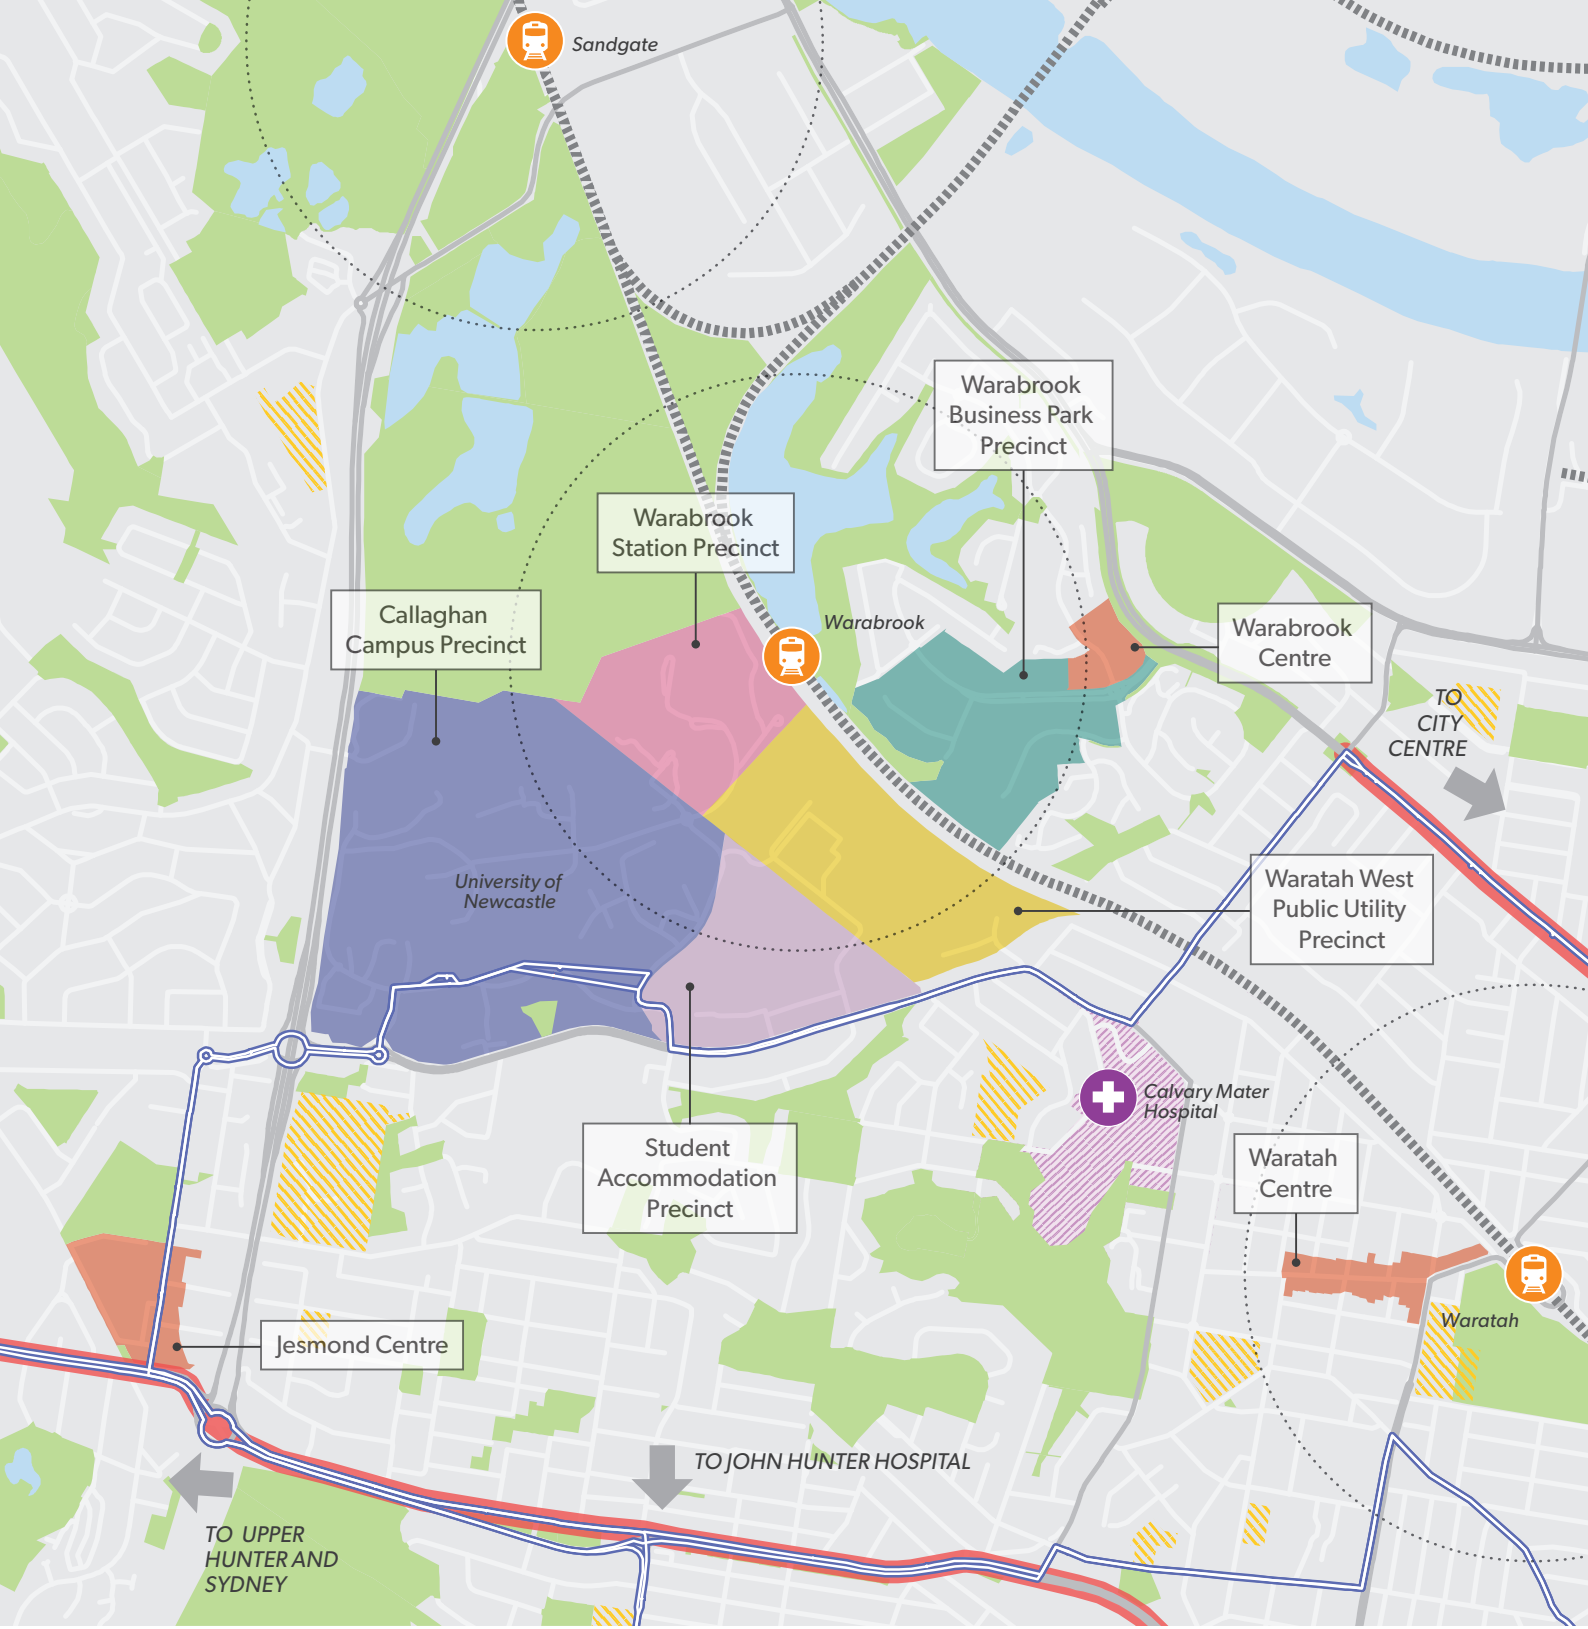 Sandgate
Warabrook
Business Park
Precinct
Warabrook
Station Precinct
Callaghan
Campus Precinct
Warabrook
Warabrook
Centre
TO
CITY
CENTRE
University of
Newcastle
Waratah West
Public Utility
Precinct
Calvary Mater
Hospital
Student
Accommodation
Precinct
Waratah
Centre
Waratah
Jesmond Centre
TO JOHN HUNTER HOSPITAL
TO UPPER
HUNTER AND
SYDNEY